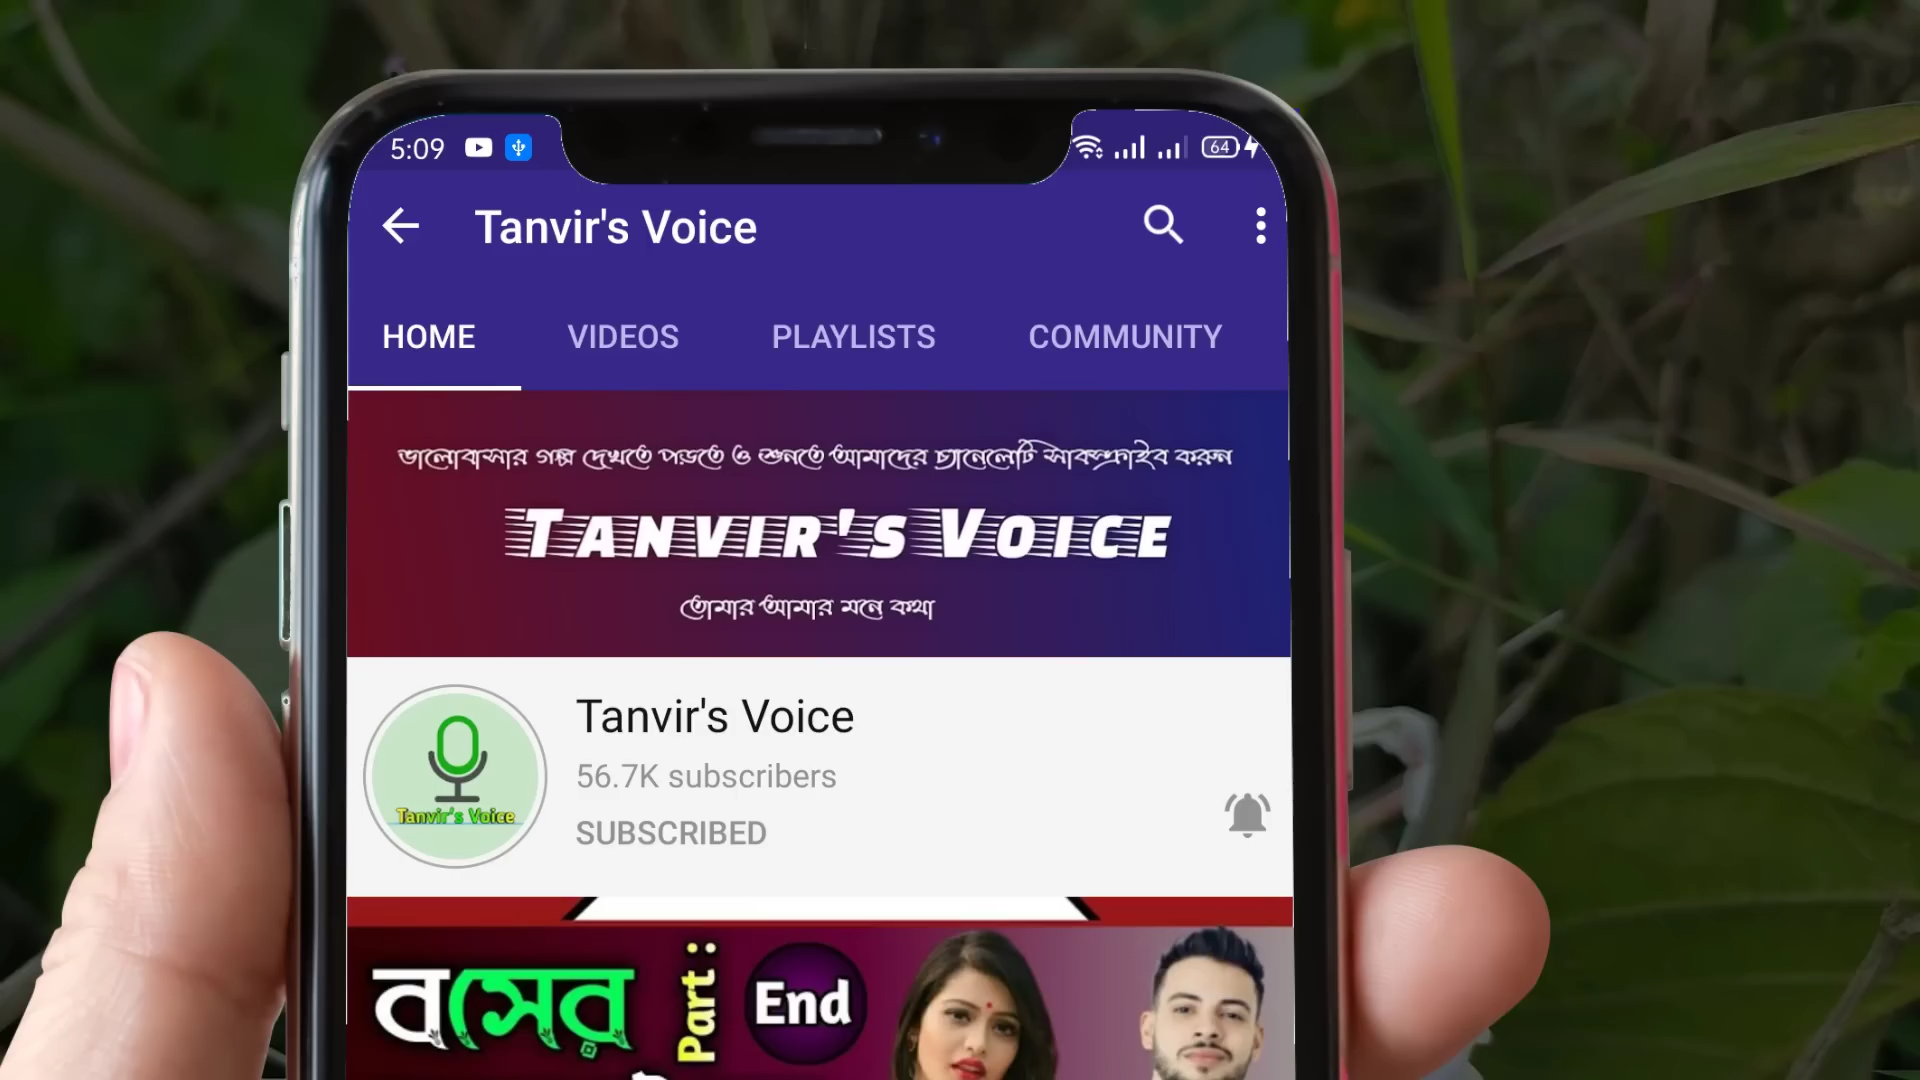 5:09
64
Tanvir's Voice
HOME VIDEOS PLAYLISTS COMMUNITY
ভালোবাসার গল্প দেখতে পড়তে ও শুনতে আমাদের চ্যানেলেটি সাবস্ক্রাইব করুন
TANVIR'S VOICE
তোমার আমার মনে কথা
Tanvir's Voice
56.7K subscribers
Tanvir's Voice
SUBSCRIBED
বসের Part : End